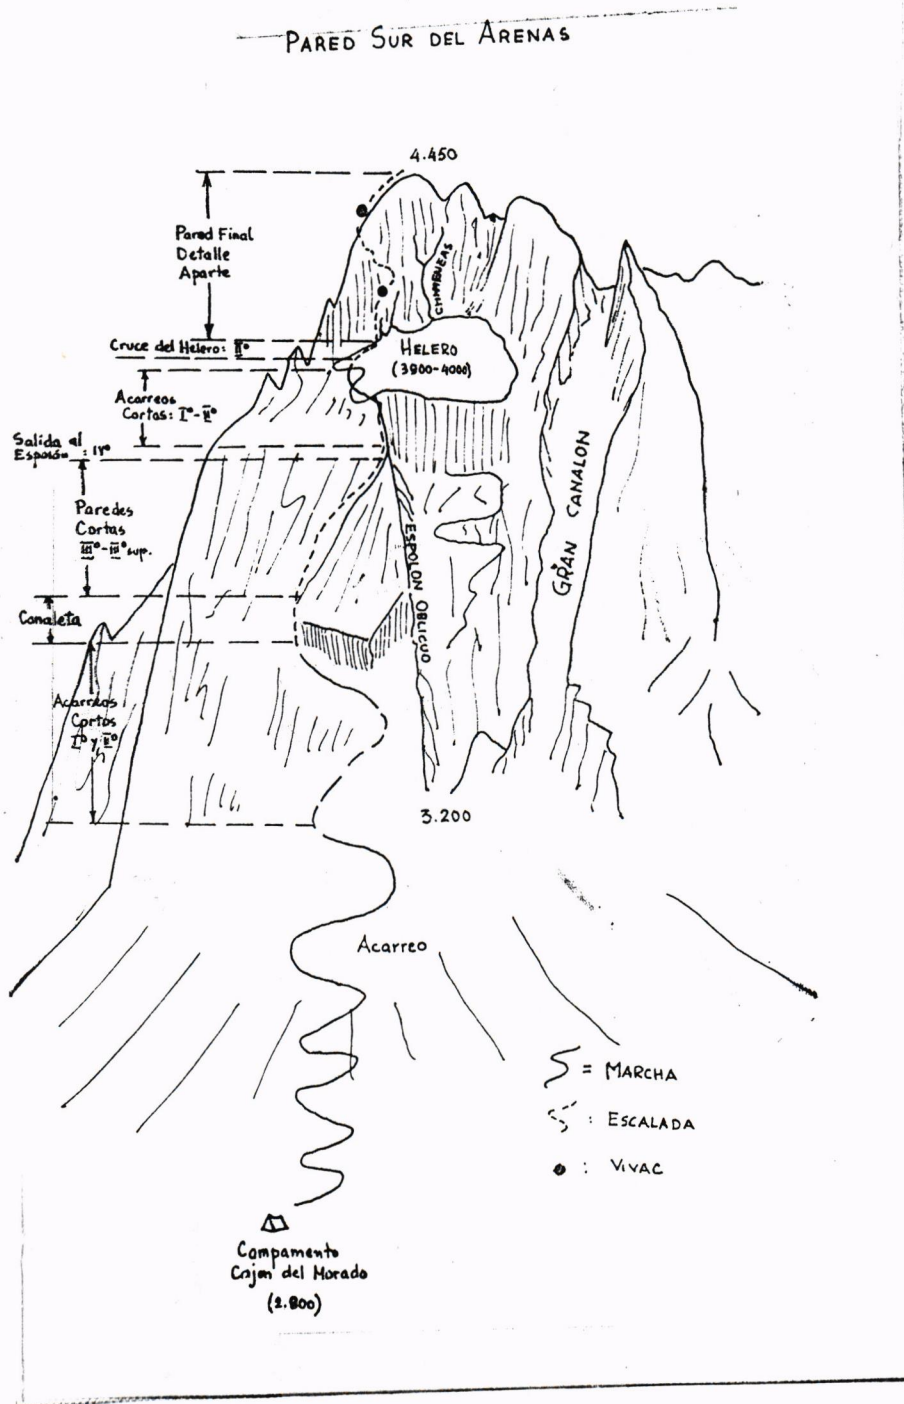 PARED SUR DEL ARENAS
4.450
Pared Final
Detalle
Aparte
CHIMENEAS
Cruce del Helero: II°
HELERO
(3900-4000)
Acarreos
Cortos: I°-II°
Salida al
Espolón : IV°
Paredes
Cortas
III°-III° sup.
ESPOLON OBLICUO
GRAN CANALON
Canaleta
Acarreos
Cortos
I° y II°
3.200
Acarreo
= MARCHA
: ESCALADA
: VIVAC
Campamento
Cajon del Morado
(2.800)